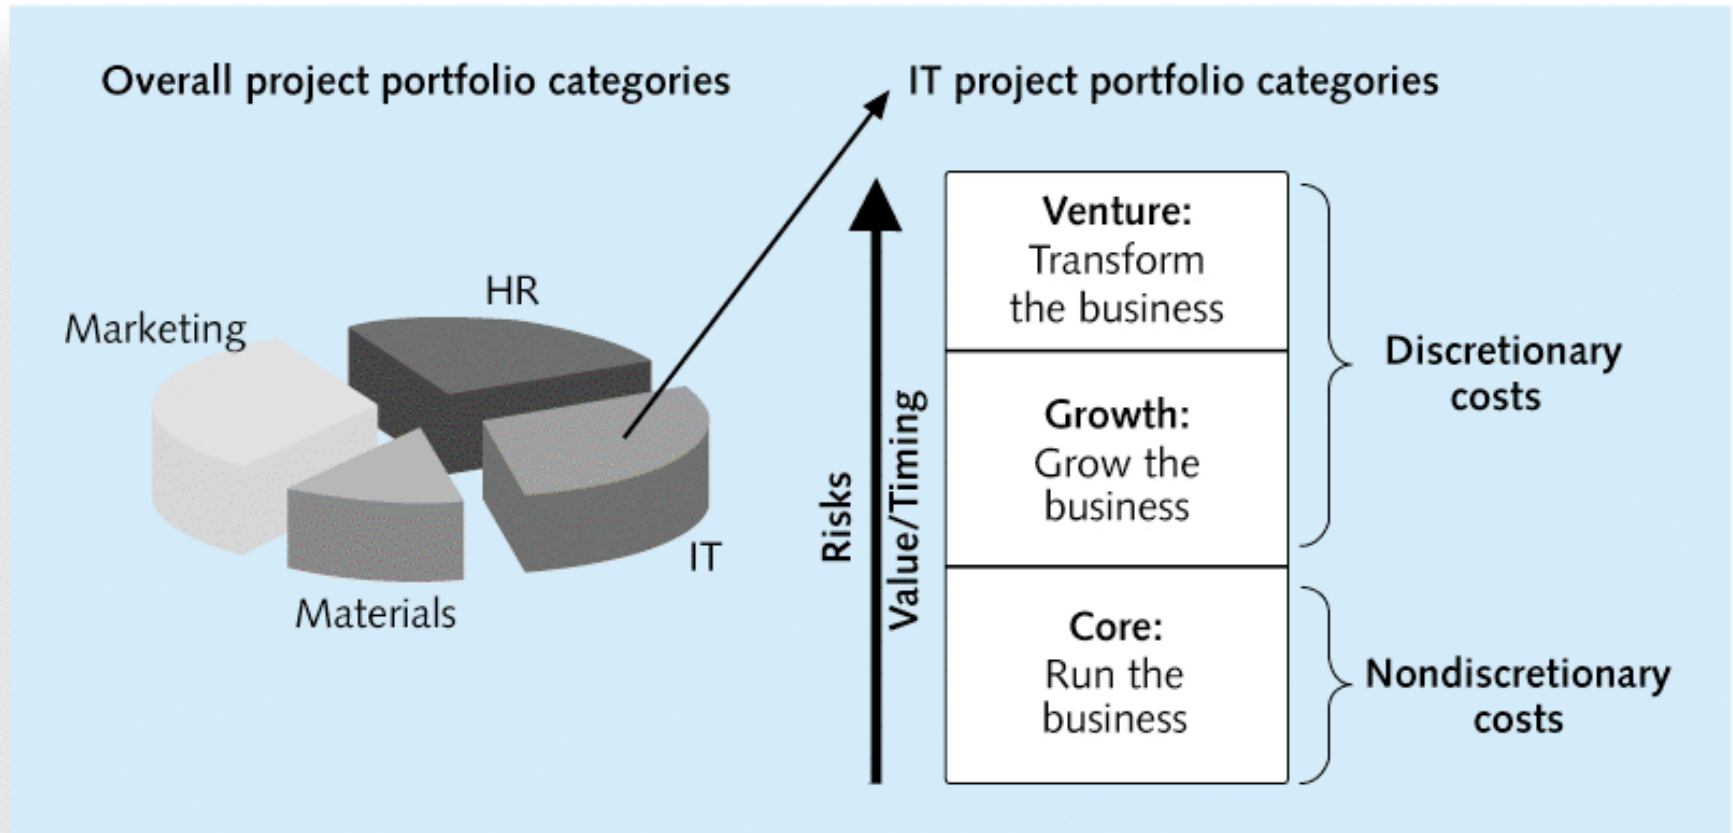 Overall project portfolio categories
IT project portfolio categories
Marketing
HR
Materials
IT
Risks
Value/Timing
Venture:
Transform
the business
Growth:
Grow the
business
Core:
Run the
business
Discretionary
costs
Nondiscretionary
costs